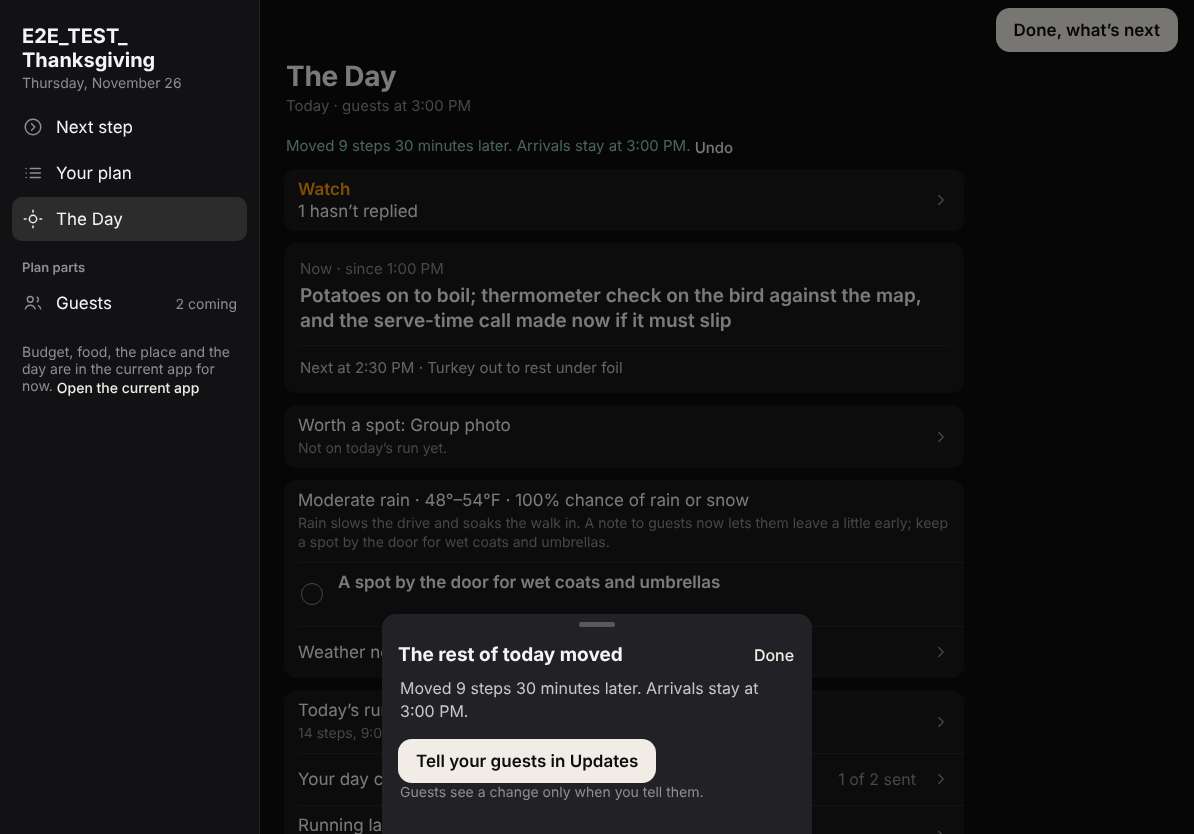 E2E_TEST_
Thanksgiving
Thursday, November 26
Next step
Your plan
The Day
Plan parts
Guests
2 coming
Budget, food, the place and the
day are in the current app for
now. Open the current app
Done, what’s next
The Day
Today · guests at 3:00 PM
Moved 9 steps 30 minutes later. Arrivals stay at 3:00 PM. Undo
Watch
1 hasn’t replied
Now · since 1:00 PM
Potatoes on to boil; thermometer check on the bird against the map,
and the serve-time call made now if it must slip
Next at 2:30 PM · Turkey out to rest under foil
Worth a spot: Group photo
Not on today’s run yet.
Moderate rain · 48°–54°F · 100% chance of rain or snow
Rain slows the drive and soaks the walk in. A note to guests now lets them leave a little early; keep
a spot by the door for wet coats and umbrellas.
A spot by the door for wet coats and umbrellas
Weather
Today’s
14 steps,
Your day
1 of 2 sent
Running
The rest of today moved
Done
Moved 9 steps 30 minutes later. Arrivals stay at
3:00 PM.
Tell your guests in Updates
Guests see a change only when you tell them.